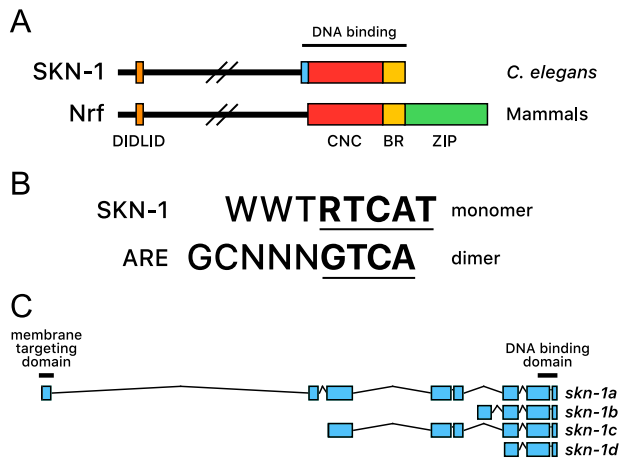 A
DNA binding
SKN-1 C. elegans
Nrf Mammals
DIDLID CNC BR ZIP
B
SKN-1 WWTRTCAT monomer
ARE GCNNNGTCA dimer
C
membrane
targeting
domain
DNA binding
domain
skn-1a
skn-1b
skn-1c
skn-1d